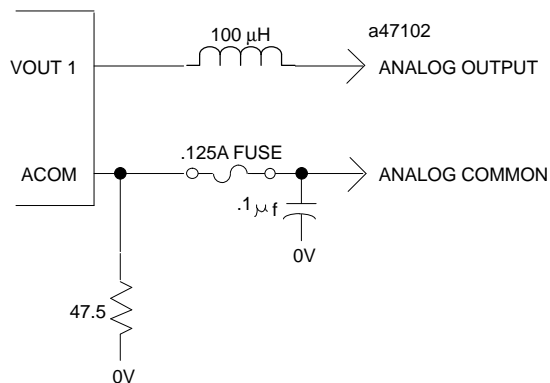 100 μH
a47102
VOUT 1
ANALOG OUTPUT
.125A FUSE
ACOM
ANALOG COMMON
.1 μf
0V
47.5
0V